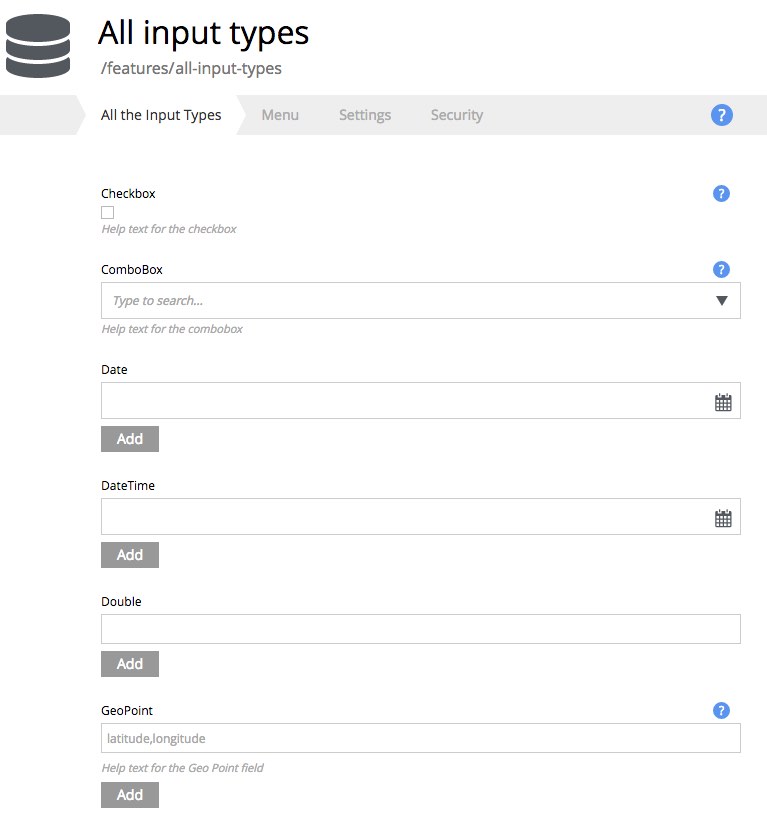 All input types
/features/all-input-types
All the Input Types Menu Settings Security ?
Checkbox ?
Help text for the checkbox
ComboBox ?
Type to search...
Help text for the combobox
Date
Add
DateTime
Add
Double
Add
GeoPoint ?
latitude,longitude
Help text for the Geo Point field
Add